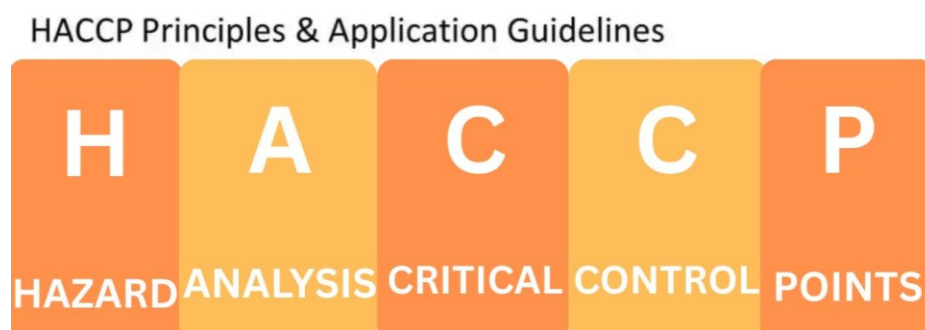 HACCP Principles & Application Guidelines
H A C C P
HAZARD ANALYSIS CRITICAL CONTROL POINTS